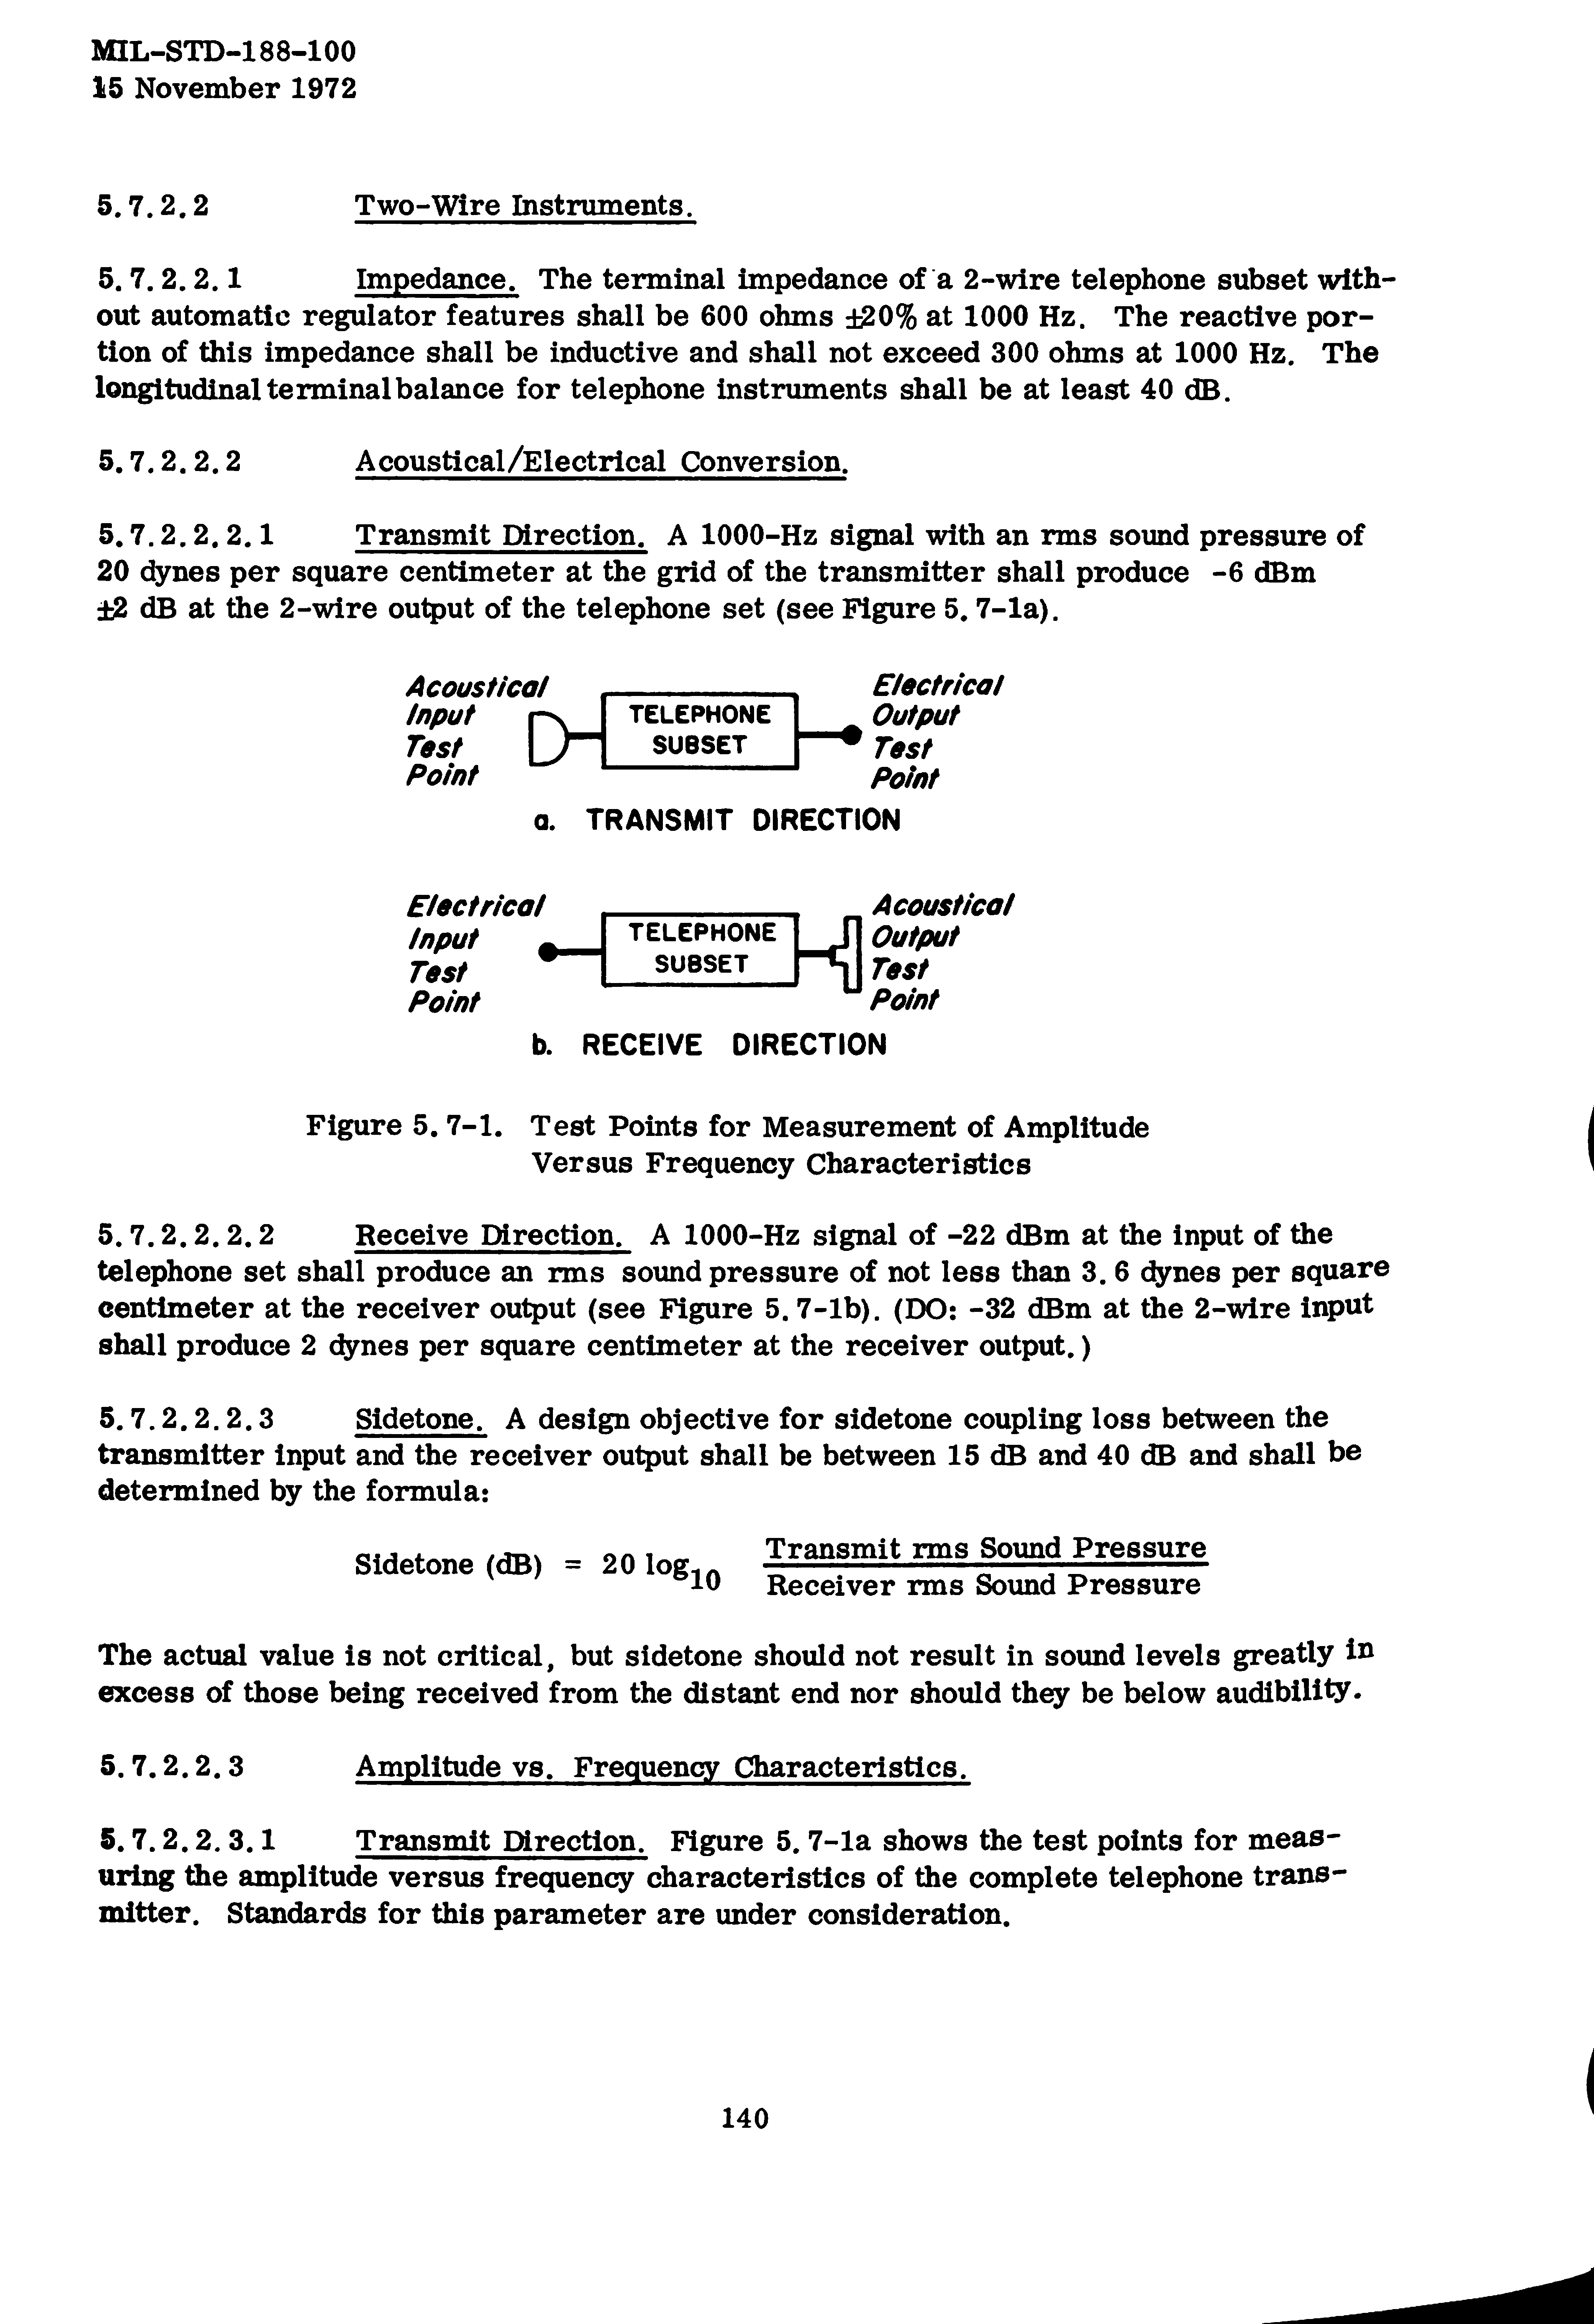 MIL-STD-188-100
15 November 1972
5.7.2.2 Two-Wire Instruments.
5.7.2.2.1 Impedance. The terminal impedance of a 2-wire telephone subset with-
out automatic regulator features shall be 600 ohms ±20% at 1000 Hz. The reactive por-
tion of this impedance shall be inductive and shall not exceed 300 ohms at 1000 Hz. The
longitudinal terminal balance for telephone instruments shall be at least 40 dB.
5.7.2.2.2 Acoustical/Electrical Conversion.
5.7.2.2.2.1 Transmit Direction. A 1000-Hz signal with an rms sound pressure of
20 dynes per square centimeter at the grid of the transmitter shall produce -6 dBm
±2 dB at the 2-wire output of the telephone set (see Figure 5.7-1a).
Acoustical
Input
Test
Point
TELEPHONE
SUBSET
Electrical
Output
Test
Point
a. TRANSMIT DIRECTION
Electrical
Input
Test
Point
TELEPHONE
SUBSET
Acoustical
Output
Test
Point
b. RECEIVE DIRECTION
Figure 5.7-1. Test Points for Measurement of Amplitude
Versus Frequency Characteristics
5.7.2.2.2.2 Receive Direction. A 1000-Hz signal of -22 dBm at the input of the
telephone set shall produce an rms sound pressure of not less than 3.6 dynes per square
centimeter at the receiver output (see Figure 5.7-1b). (DO: -32 dBm at the 2-wire input
shall produce 2 dynes per square centimeter at the receiver output.)
5.7.2.2.2.3 Sidetone. A design objective for sidetone coupling loss between the
transmitter input and the receiver output shall be between 15 dB and 40 dB and shall be
determined by the formula:
Sidetone (dB) = 20 log10 Transmit rms Sound Pressure
Receiver rms Sound Pressure
The actual value is not critical, but sidetone should not result in sound levels greatly in
excess of those being received from the distant end nor should they be below audibility.
5.7.2.2.3 Amplitude vs. Frequency Characteristics.
5.7.2.2.3.1 Transmit Direction. Figure 5.7-1a shows the test points for meas-
uring the amplitude versus frequency characteristics of the complete telephone trans-
mitter. Standards for this parameter are under consideration.
140